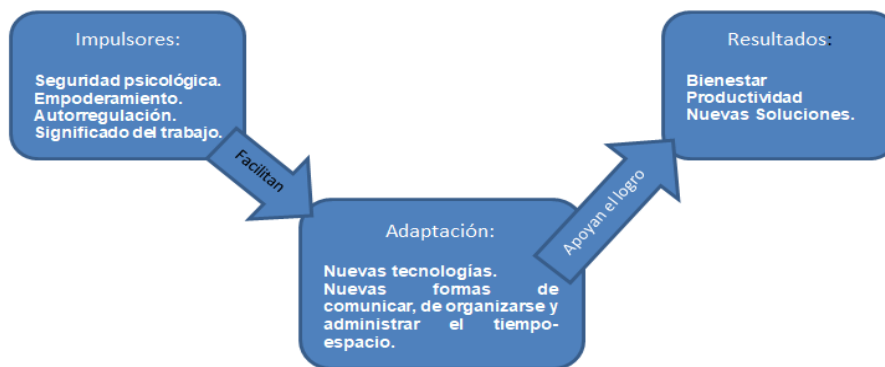 Impulsores:
Seguridad psicológica.
Empoderamiento.
Autorregulación.
Significado del trabajo.
Facilitan
Adaptación:
Nuevas tecnologías.
Nuevas formas de
comunicar, de organizarse y
administrar el tiempo-
espacio.
Apoyan el logro
Resultados:
Bienestar
Productividad
Nuevas Soluciones.